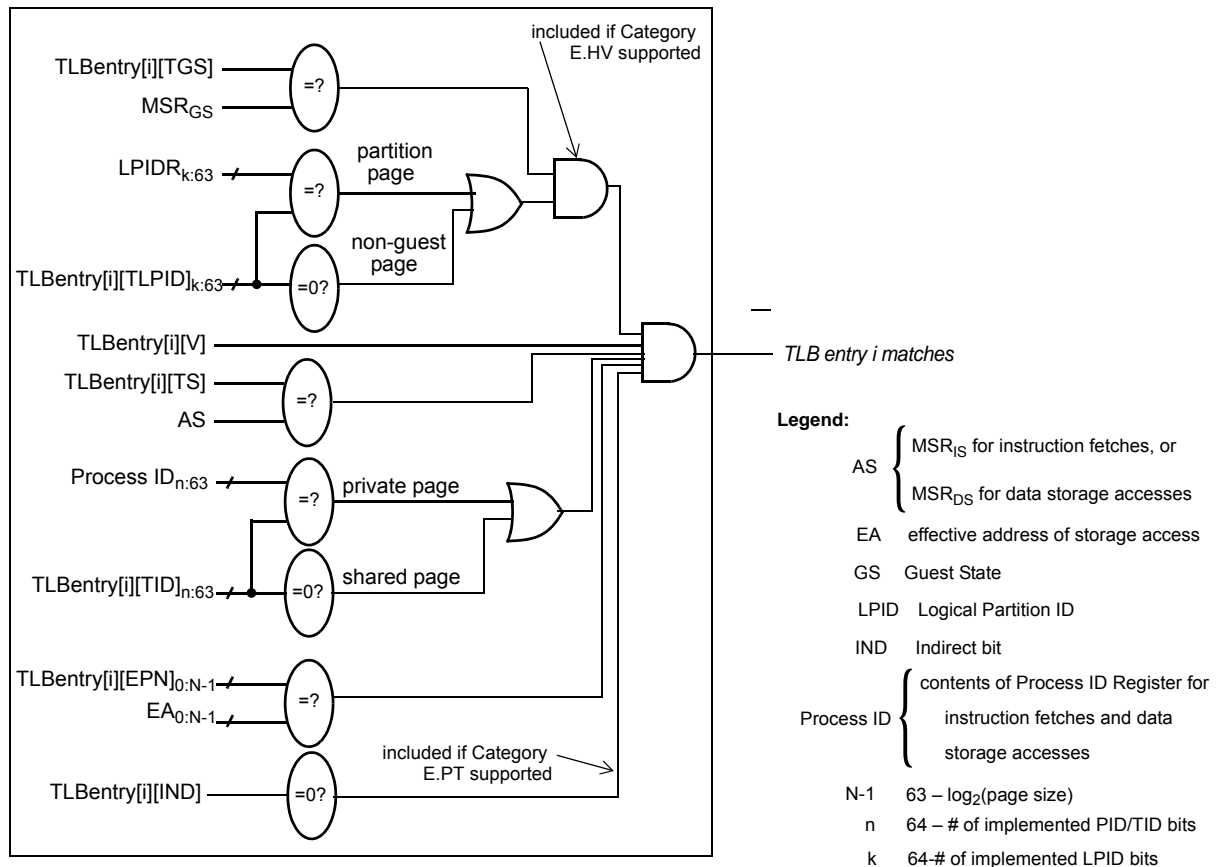 included if Category
E.HV supported
TLBentry[i][TGS]
=?
MSRGS
LPIDRk:63
partition
page
=?
non-guest
page
TLBentry[i][TLPID]k:63
=0?
TLBentry[i][V]
TLB entry i matches
TLBentry[i][TS]
=?
AS
Process IDn:63
private page
=?
TLBentry[i][TID]n:63
shared page
=0?
TLBentry[i][EPN]0:N-1
=?
EA0:N-1
included if Category
E.PT supported
TLBentry[i][IND]
=0?
Legend:
AS { MSRIS for instruction fetches, or
MSRDS for data storage accesses
EA effective address of storage access
GS Guest State
LPID Logical Partition ID
IND Indirect bit
Process ID { contents of Process ID Register for
instruction fetches and data
storage accesses
N-1 63 – log2(page size)
n 64 – # of implemented PID/TID bits
k 64-# of implemented LPID bits